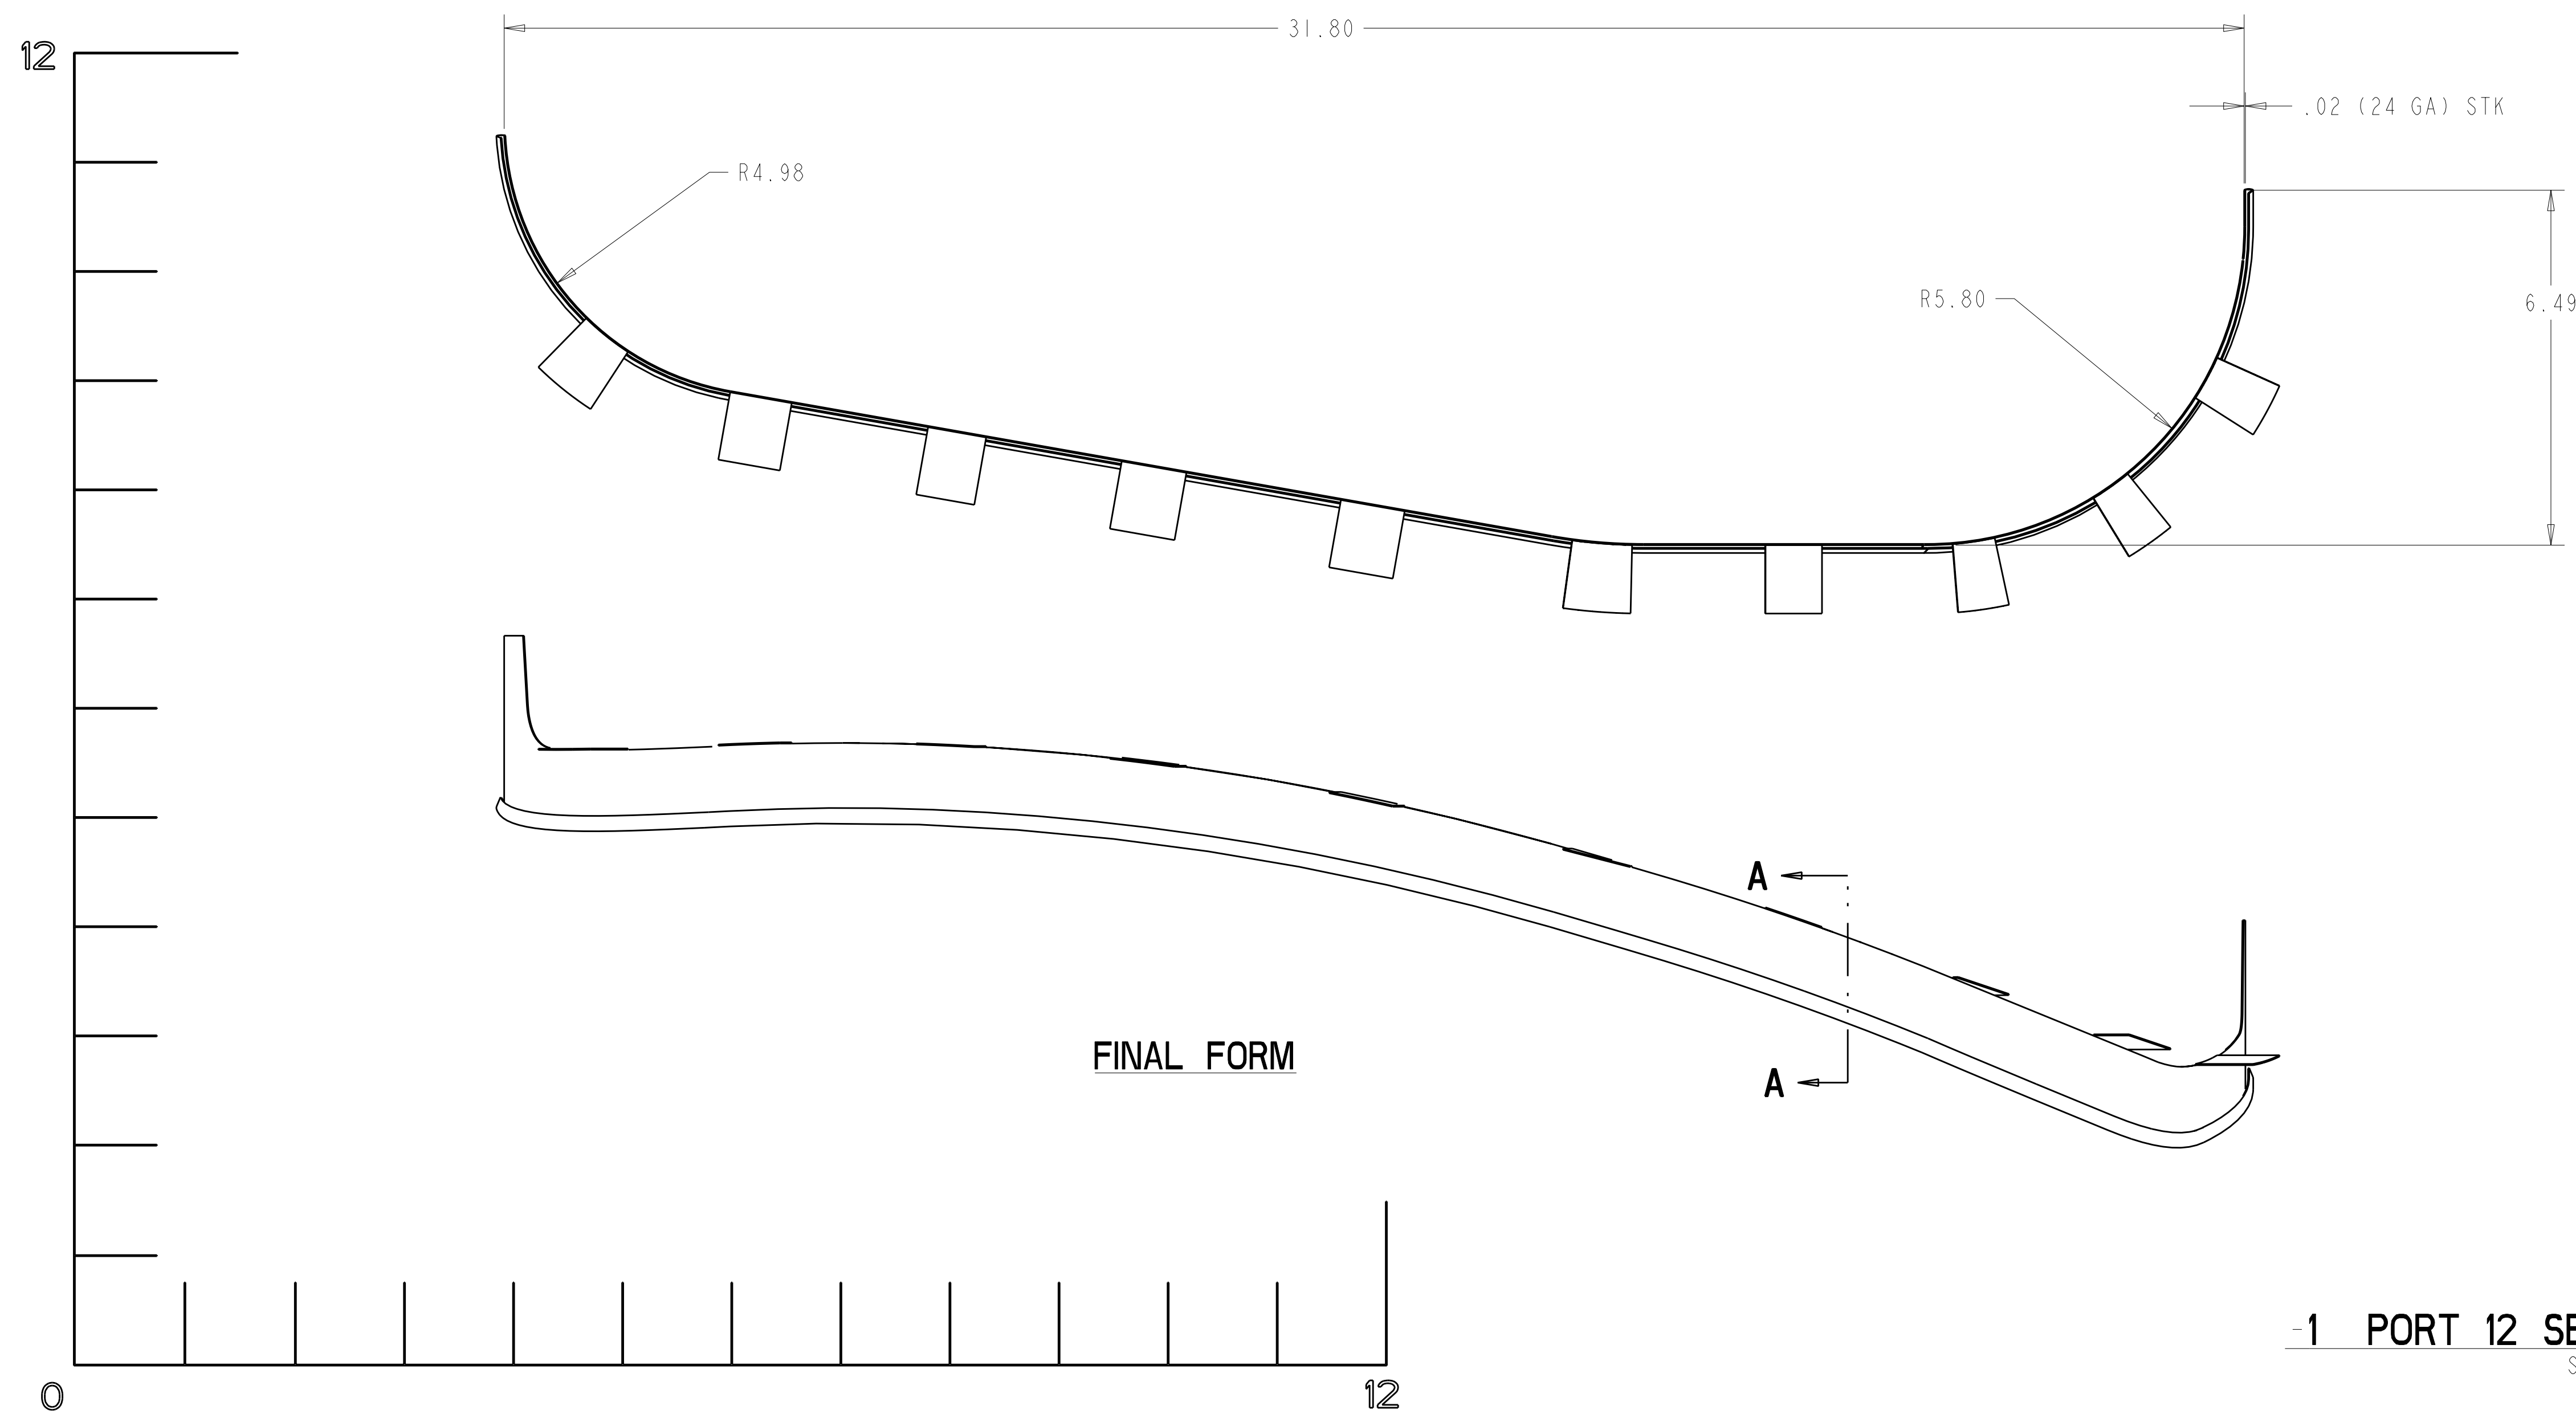 31.80
12
.02 (24 GA) STK
R4.98
R5.80
6.49
A
FINAL FORM
A
-1 PORT 12
0
12